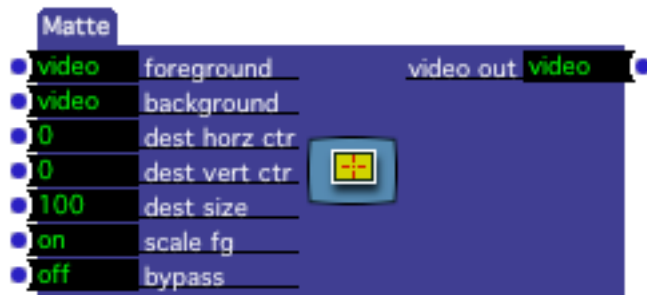 Matte
video foreground video out video
video background
0 dest horz ctr
0 dest vert ctr
100 dest size
on scale fg
off bypass